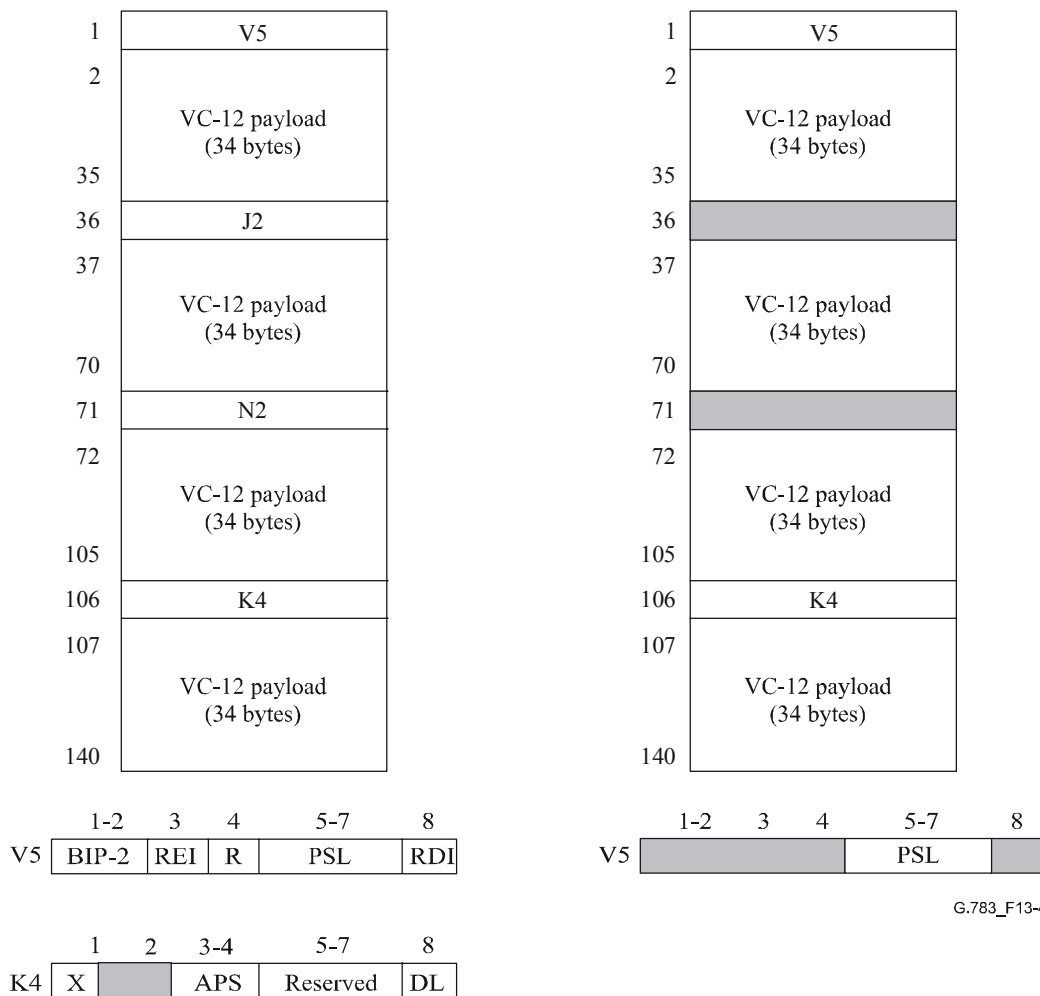 1 V5
2
VC-12 payload
(34 bytes)
35
36 J2
37
VC-12 payload
(34 bytes)
70
71 N2
72
VC-12 payload
(34 bytes)
105
106 K4
107
VC-12 payload
(34 bytes)
140
1-2 3 4 5-7 8
V5 BIP-2 REI R PSL RDI
1 2 3-4 5-7 8
K4 X APS Reserved DL
1 V5
2
VC-12 payload
(34 bytes)
35
36
37
VC-12 payload
(34 bytes)
70
71
72
VC-12 payload
(34 bytes)
105
106 K4
107
VC-12 payload
(34 bytes)
140
1-2 3 4 5-7 8
V5 PSL
G.783_F13-4